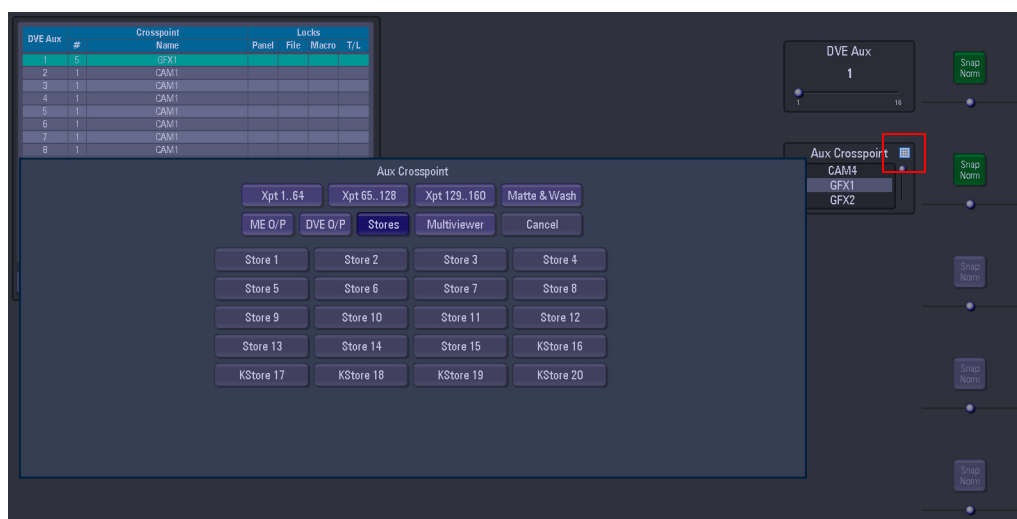 DVE Aux # Crosspoint Name Locks Panel File Macro T/L
1 5 GFX1
2 1 CAM1
3 1 CAM1
4 1 CAM1
5 1 CAM1
6 1 CAM1
7 1 CAM1
8 1 CAM1
DVE Aux
1
1 16
Snap Norm
Aux Crosspoint
CAM4
GFX1
GFX2
Snap Norm
Aux Crosspoint
Xpt 1..64 Xpt 65..128 Xpt 129..160 Matte & Wash
ME O/P DVE O/P Stores Multiviewer Cancel
Store 1 Store 2 Store 3 Store 4
Store 5 Store 6 Store 7 Store 8
Store 9 Store 10 Store 11 Store 12
Store 13 Store 14 Store 15 KStore 16
KStore 17 KStore 18 KStore 19 KStore 20
Snap Norm
Snap Norm
Snap Norm